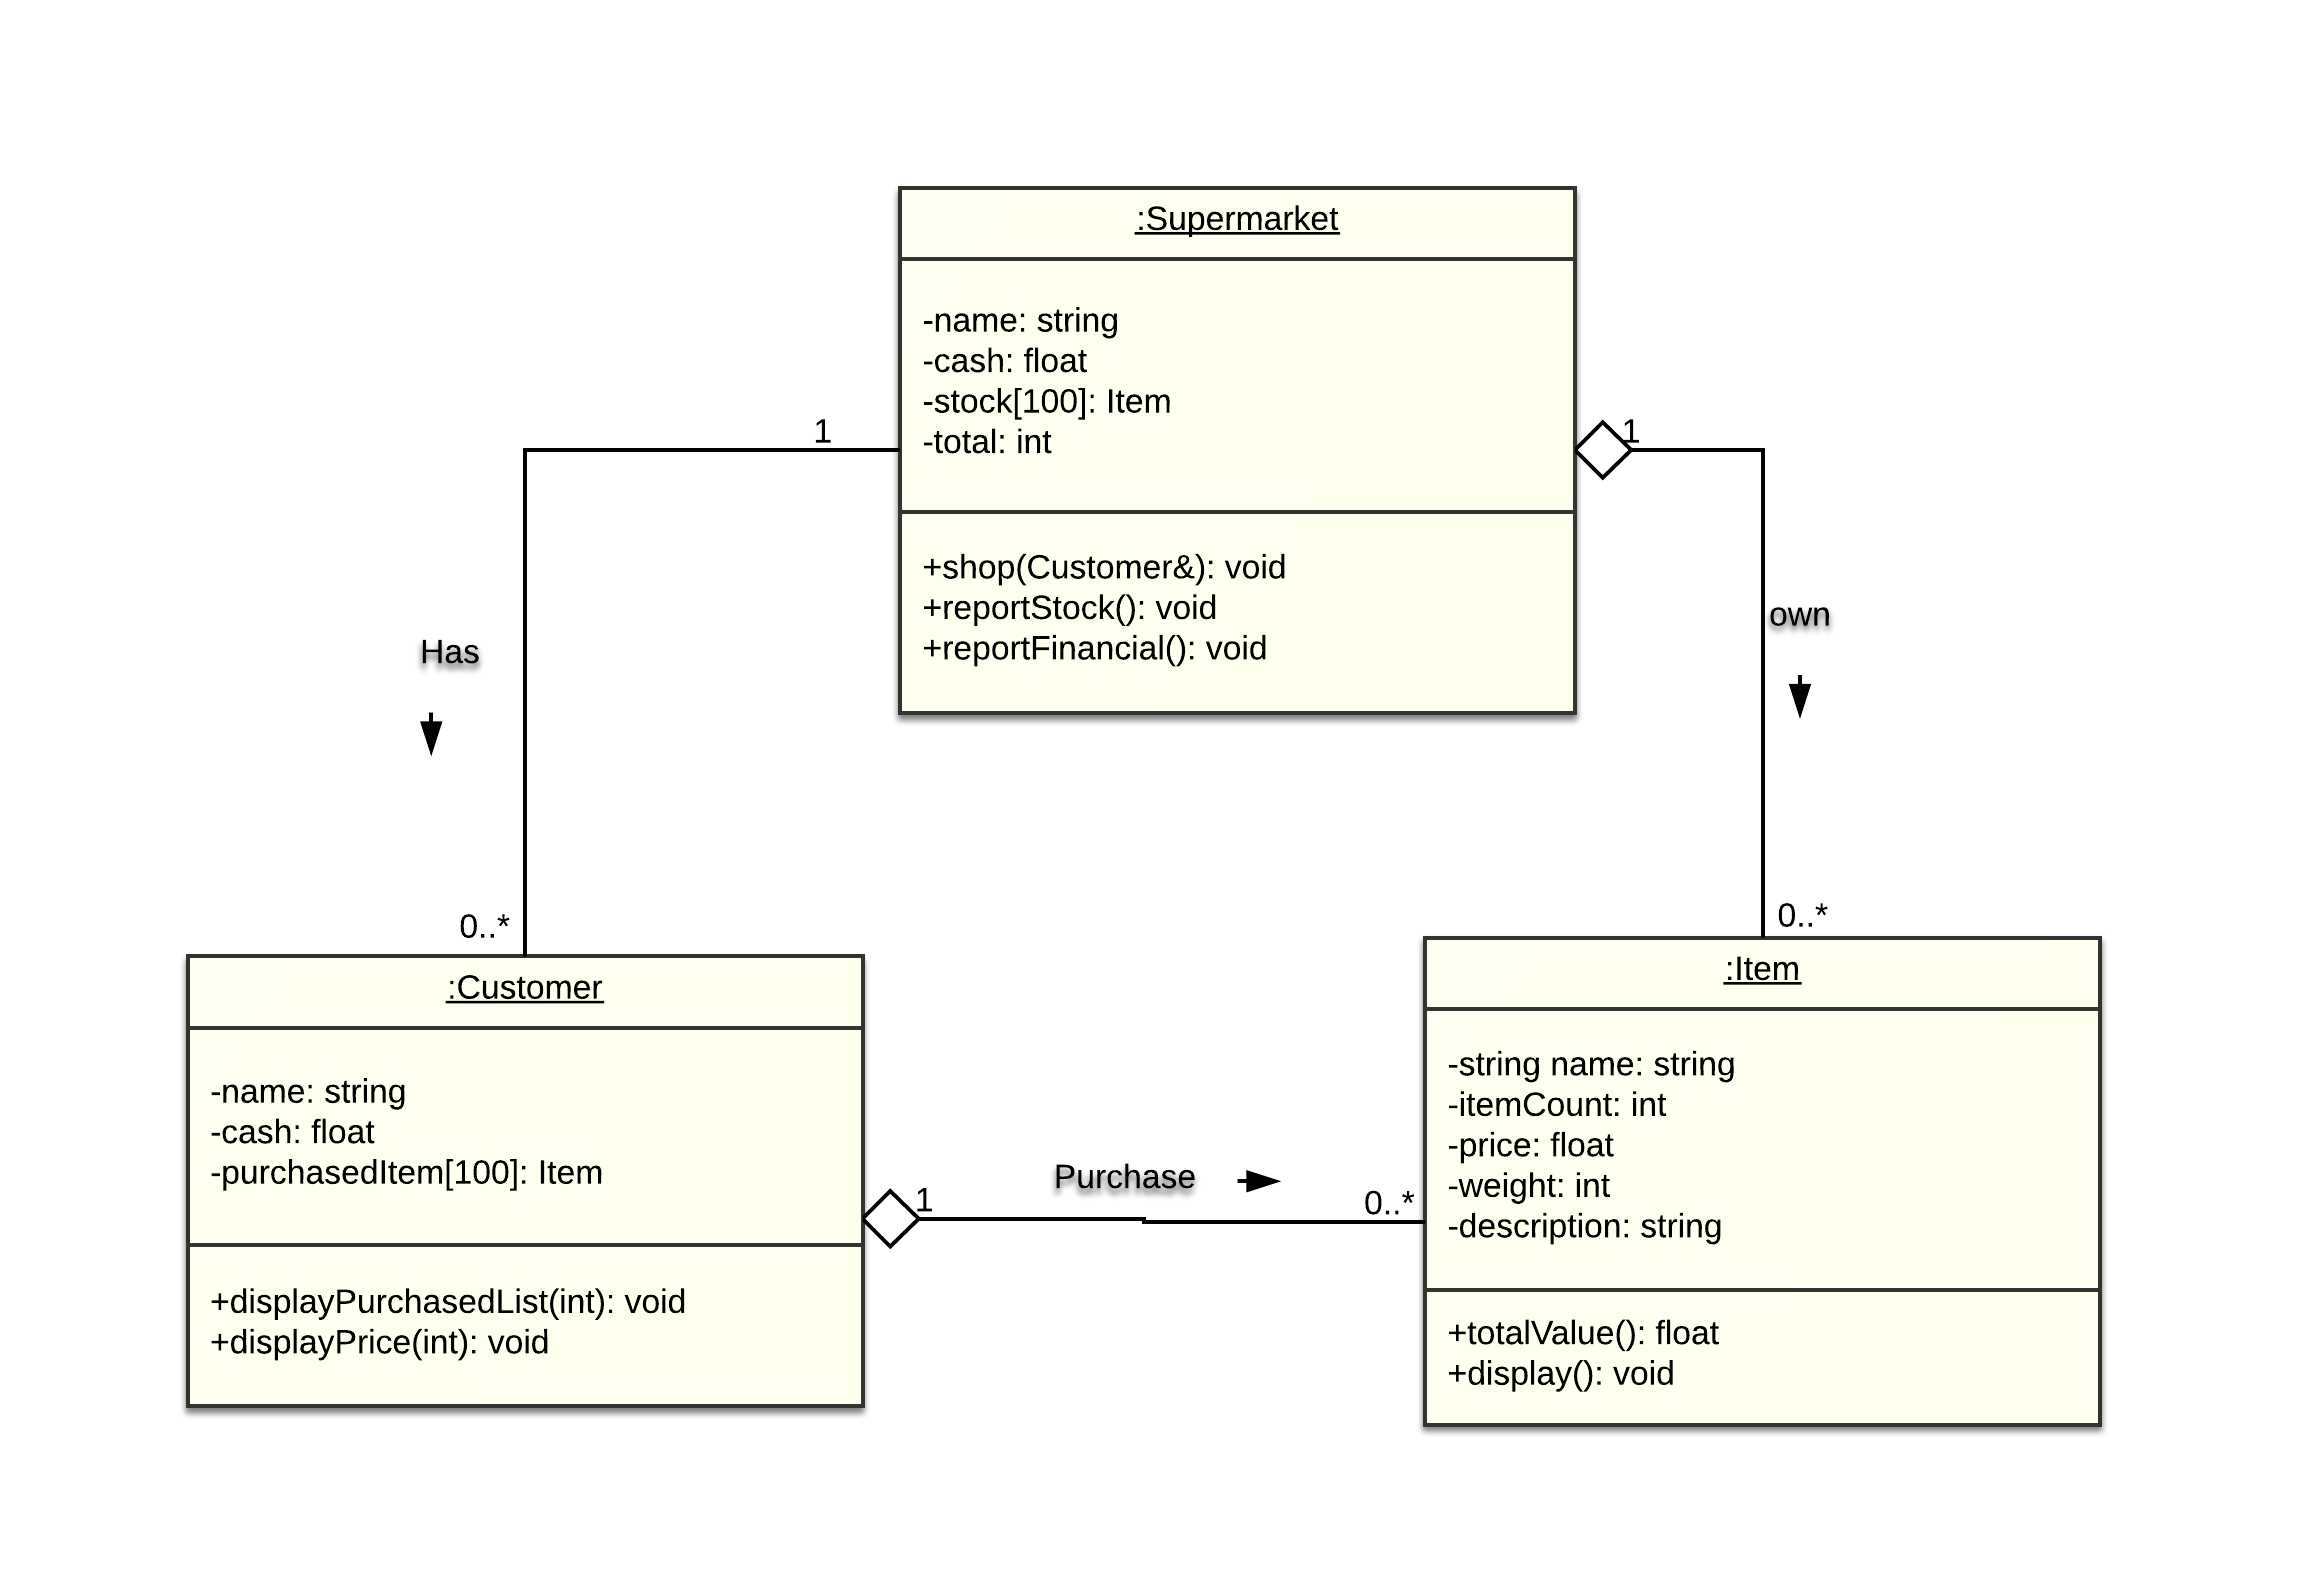 :Supermarket
-name: string
-cash: float
-stock[100]: Item
-total: int
1
1
+shop(Customer&): void
+reportStock(): void
+reportFinancial(): void
Has
own
0..*
0..*
:Customer
-name: string
-cash: float
-purchasedItem[100]: Item
+displayPurchasedList(int): void
+displayPrice(int): void
1
Purchase
0..*
:Item
-string name: string
-itemCount: int
-price: float
-weight: int
-description: string
+totalValue(): float
+display(): void